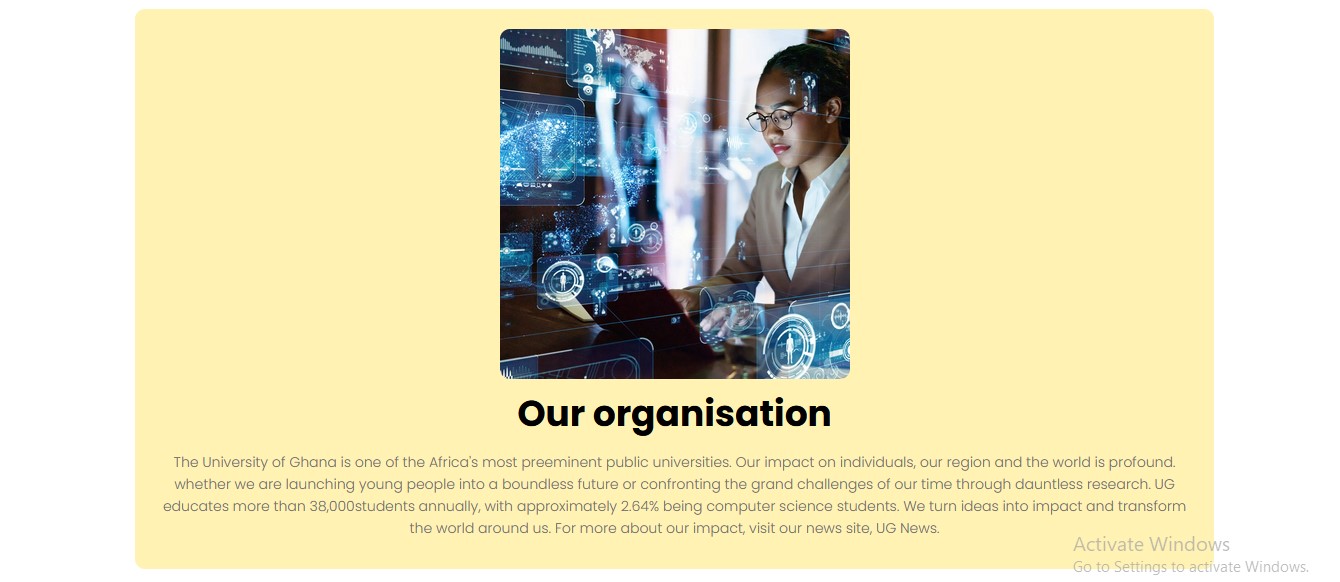 Our organisation
The University of Ghana is one of the Africa's most preeminent public universities. Our impact on individuals, our region and the world is profound.
whether we are launching young people into a boundless future or confronting the grand challenges of our time through dauntless research. UG
educates more than 38,000students annually, with approximately 2.64% being computer science students. We turn ideas into impact and transform
the world around us. For more about our impact, visit our news site, UG News.
Activate Windows
Go to Settings to activate Windows.